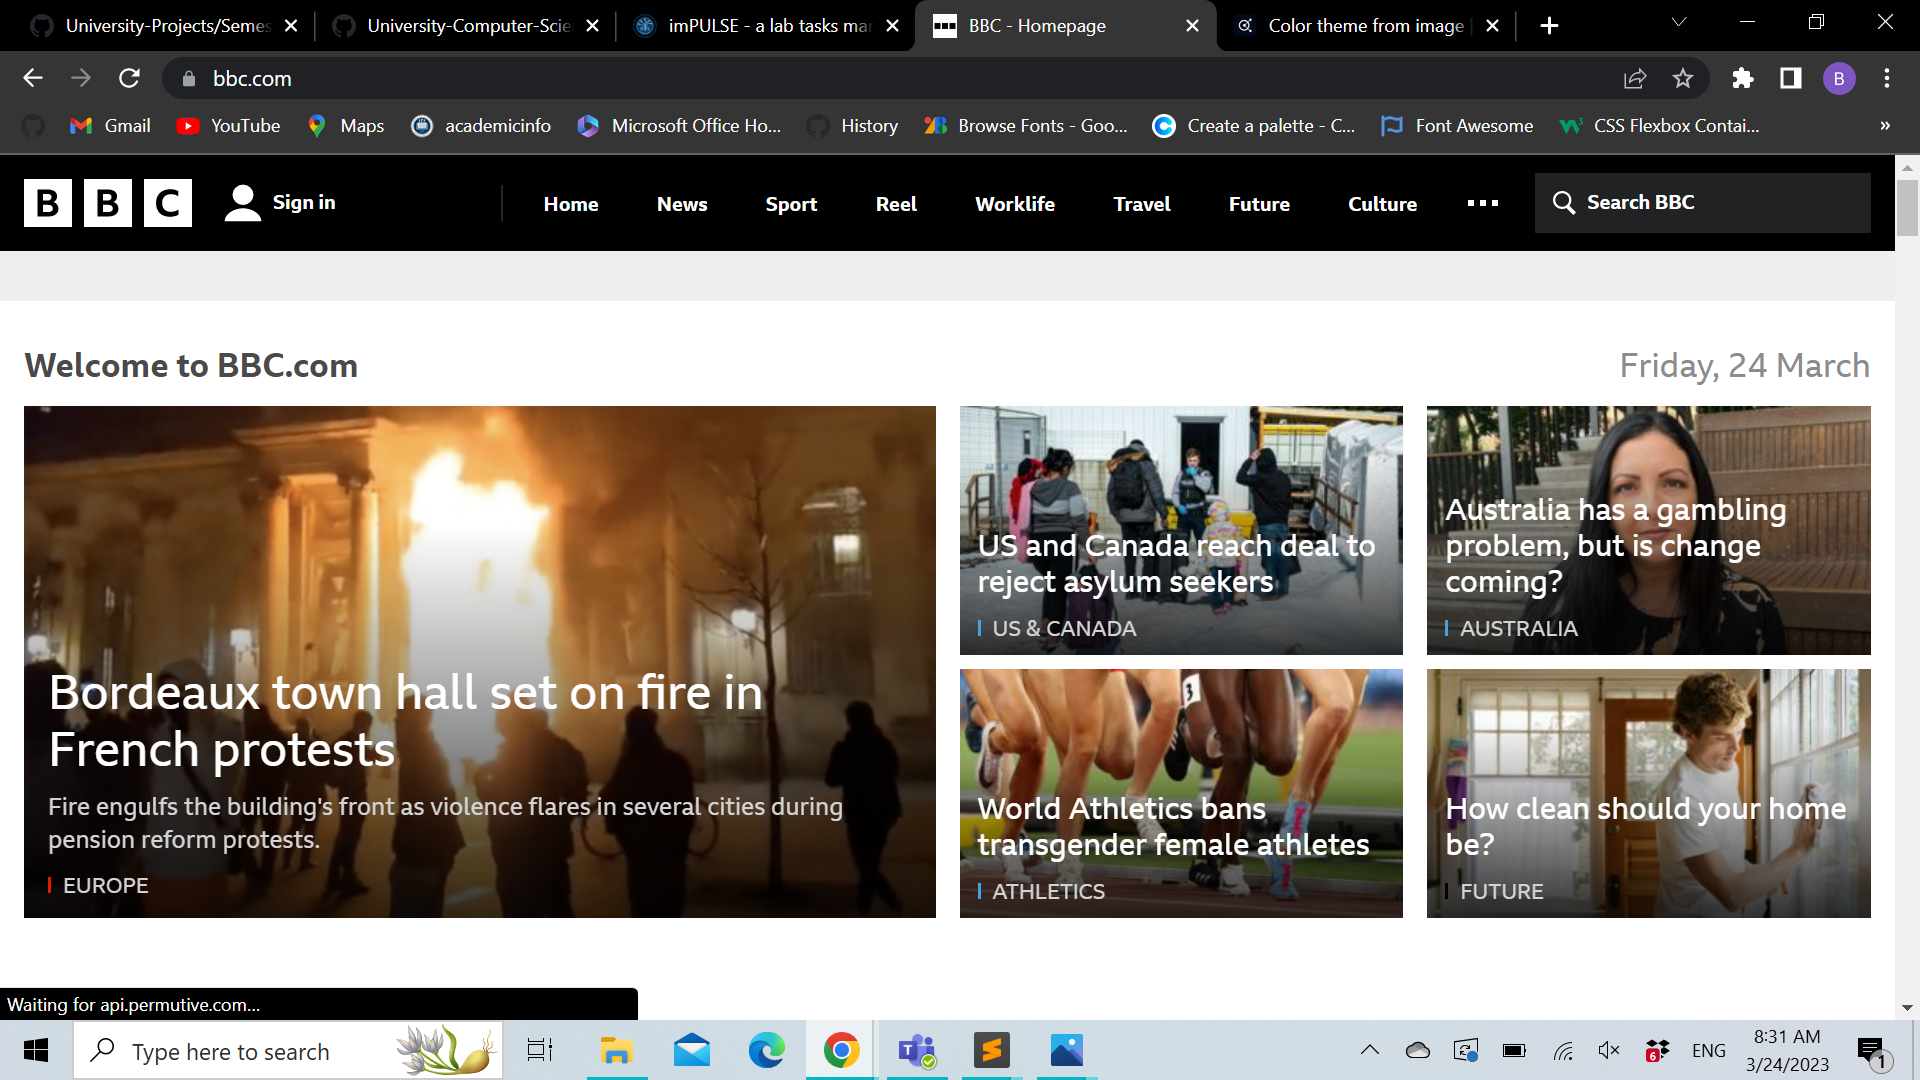 University-Projects/Semes
University-Computer-Scie
imPULSE - a lab tasks mar
BBC - Homepage
Color theme from image
bbc.com
B
Gmail
YouTube
Maps
academicinfo
Microsoft Office Ho...
History
Browse Fonts - Goo...
Create a palette - C...
Font Awesome
CSS Flexbox Contai...
»
BBC
Sign in
Home
News
Sport
Reel
Worklife
Travel
Future
Culture
Search BBC
Welcome to BBC.com
Friday, 24 March
Bordeaux town hall set on fire in
French protests
Fire engulfs the building's front as violence flares in several cities during
pension reform protests.
EUROPE
US and Canada reach deal to
reject asylum seekers
US & CANADA
Australia has a gambling
problem, but is change
coming?
AUSTRALIA
3
World Athletics bans
transgender female athletes
ATHLETICS
How clean should your home
be?
FUTURE
Waiting for api.permutive.com...
Type here to search
6
ENG
8:31 AM
3/24/2023
1